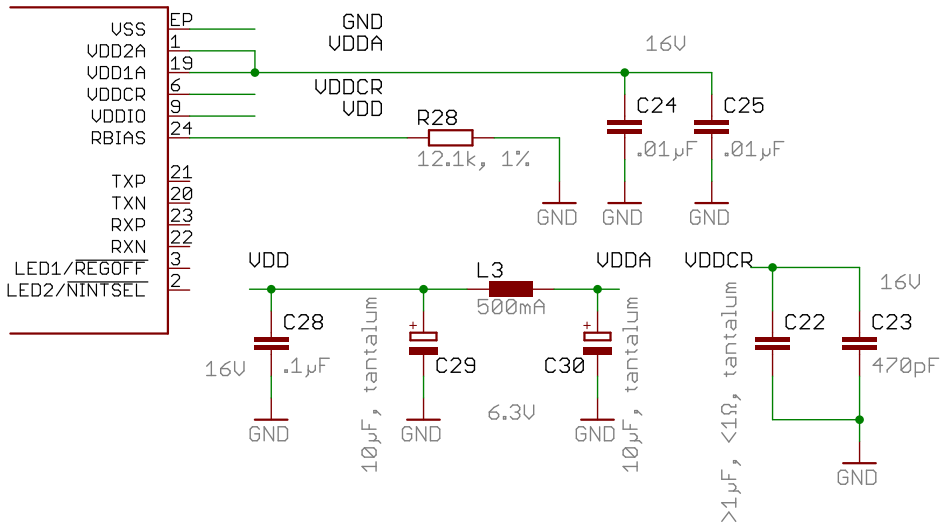 VSS EP GND
VDD2A 1 VDDA
VDD1A 19 16V
VDDCR 6 VDDCR
VDDIO 9 VDD
RBIAS 24
R28
12.1k, 1%
GND
C24 C25
.01µF .01µF
GND GND
TXP 21
TXN 20
RXP 23
RXN 22
LED1/REGOFF 3
LED2/NINTSEL 2
VDD L3 VDDA
500mA
C28
16V .1µF
GND
C29
10µF, tantalum
GND
6.3V
C30
10µF, tantalum
GND
VDDCR
16V
C22 C23
>1µF, <1Ω, tantalum
470pF
GND